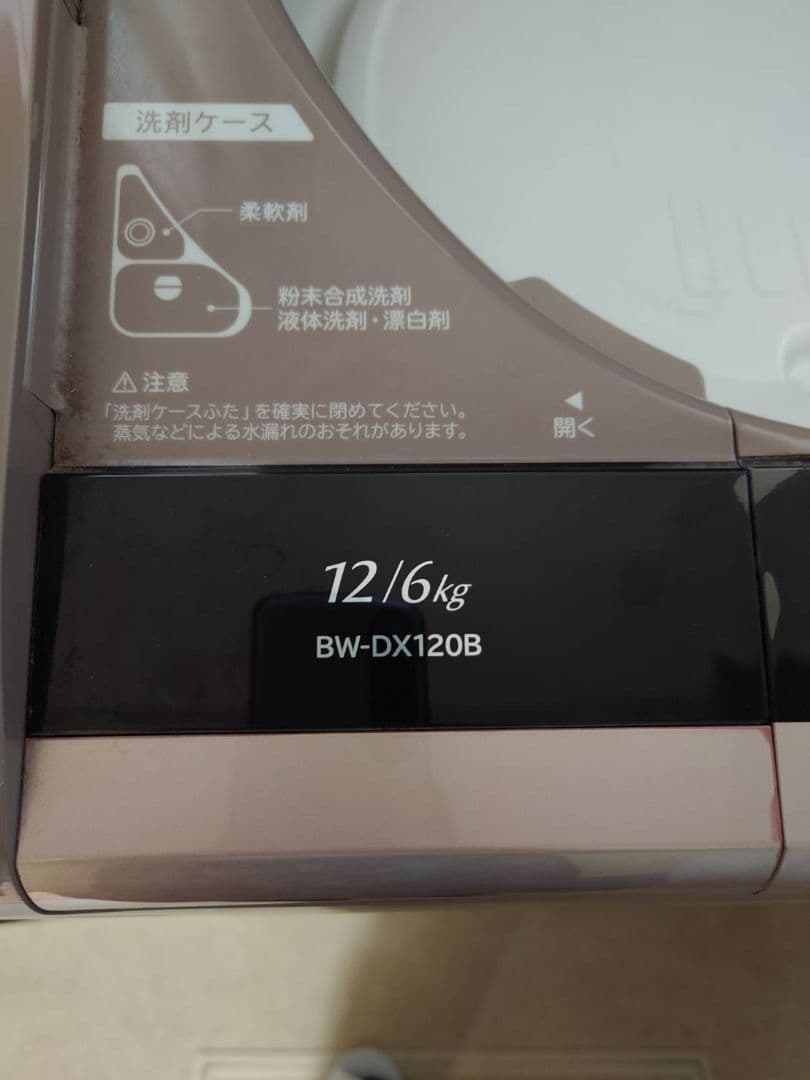 洗剤ケース
柔軟剤
粉末合成洗剤
液体洗剤・漂白剤
⚠注意
「洗剤ケースふた」を確実に閉めてください。
蒸気などによる水漏れのおそれがあります。
◀
開く
12/6kg
BW-DX120B